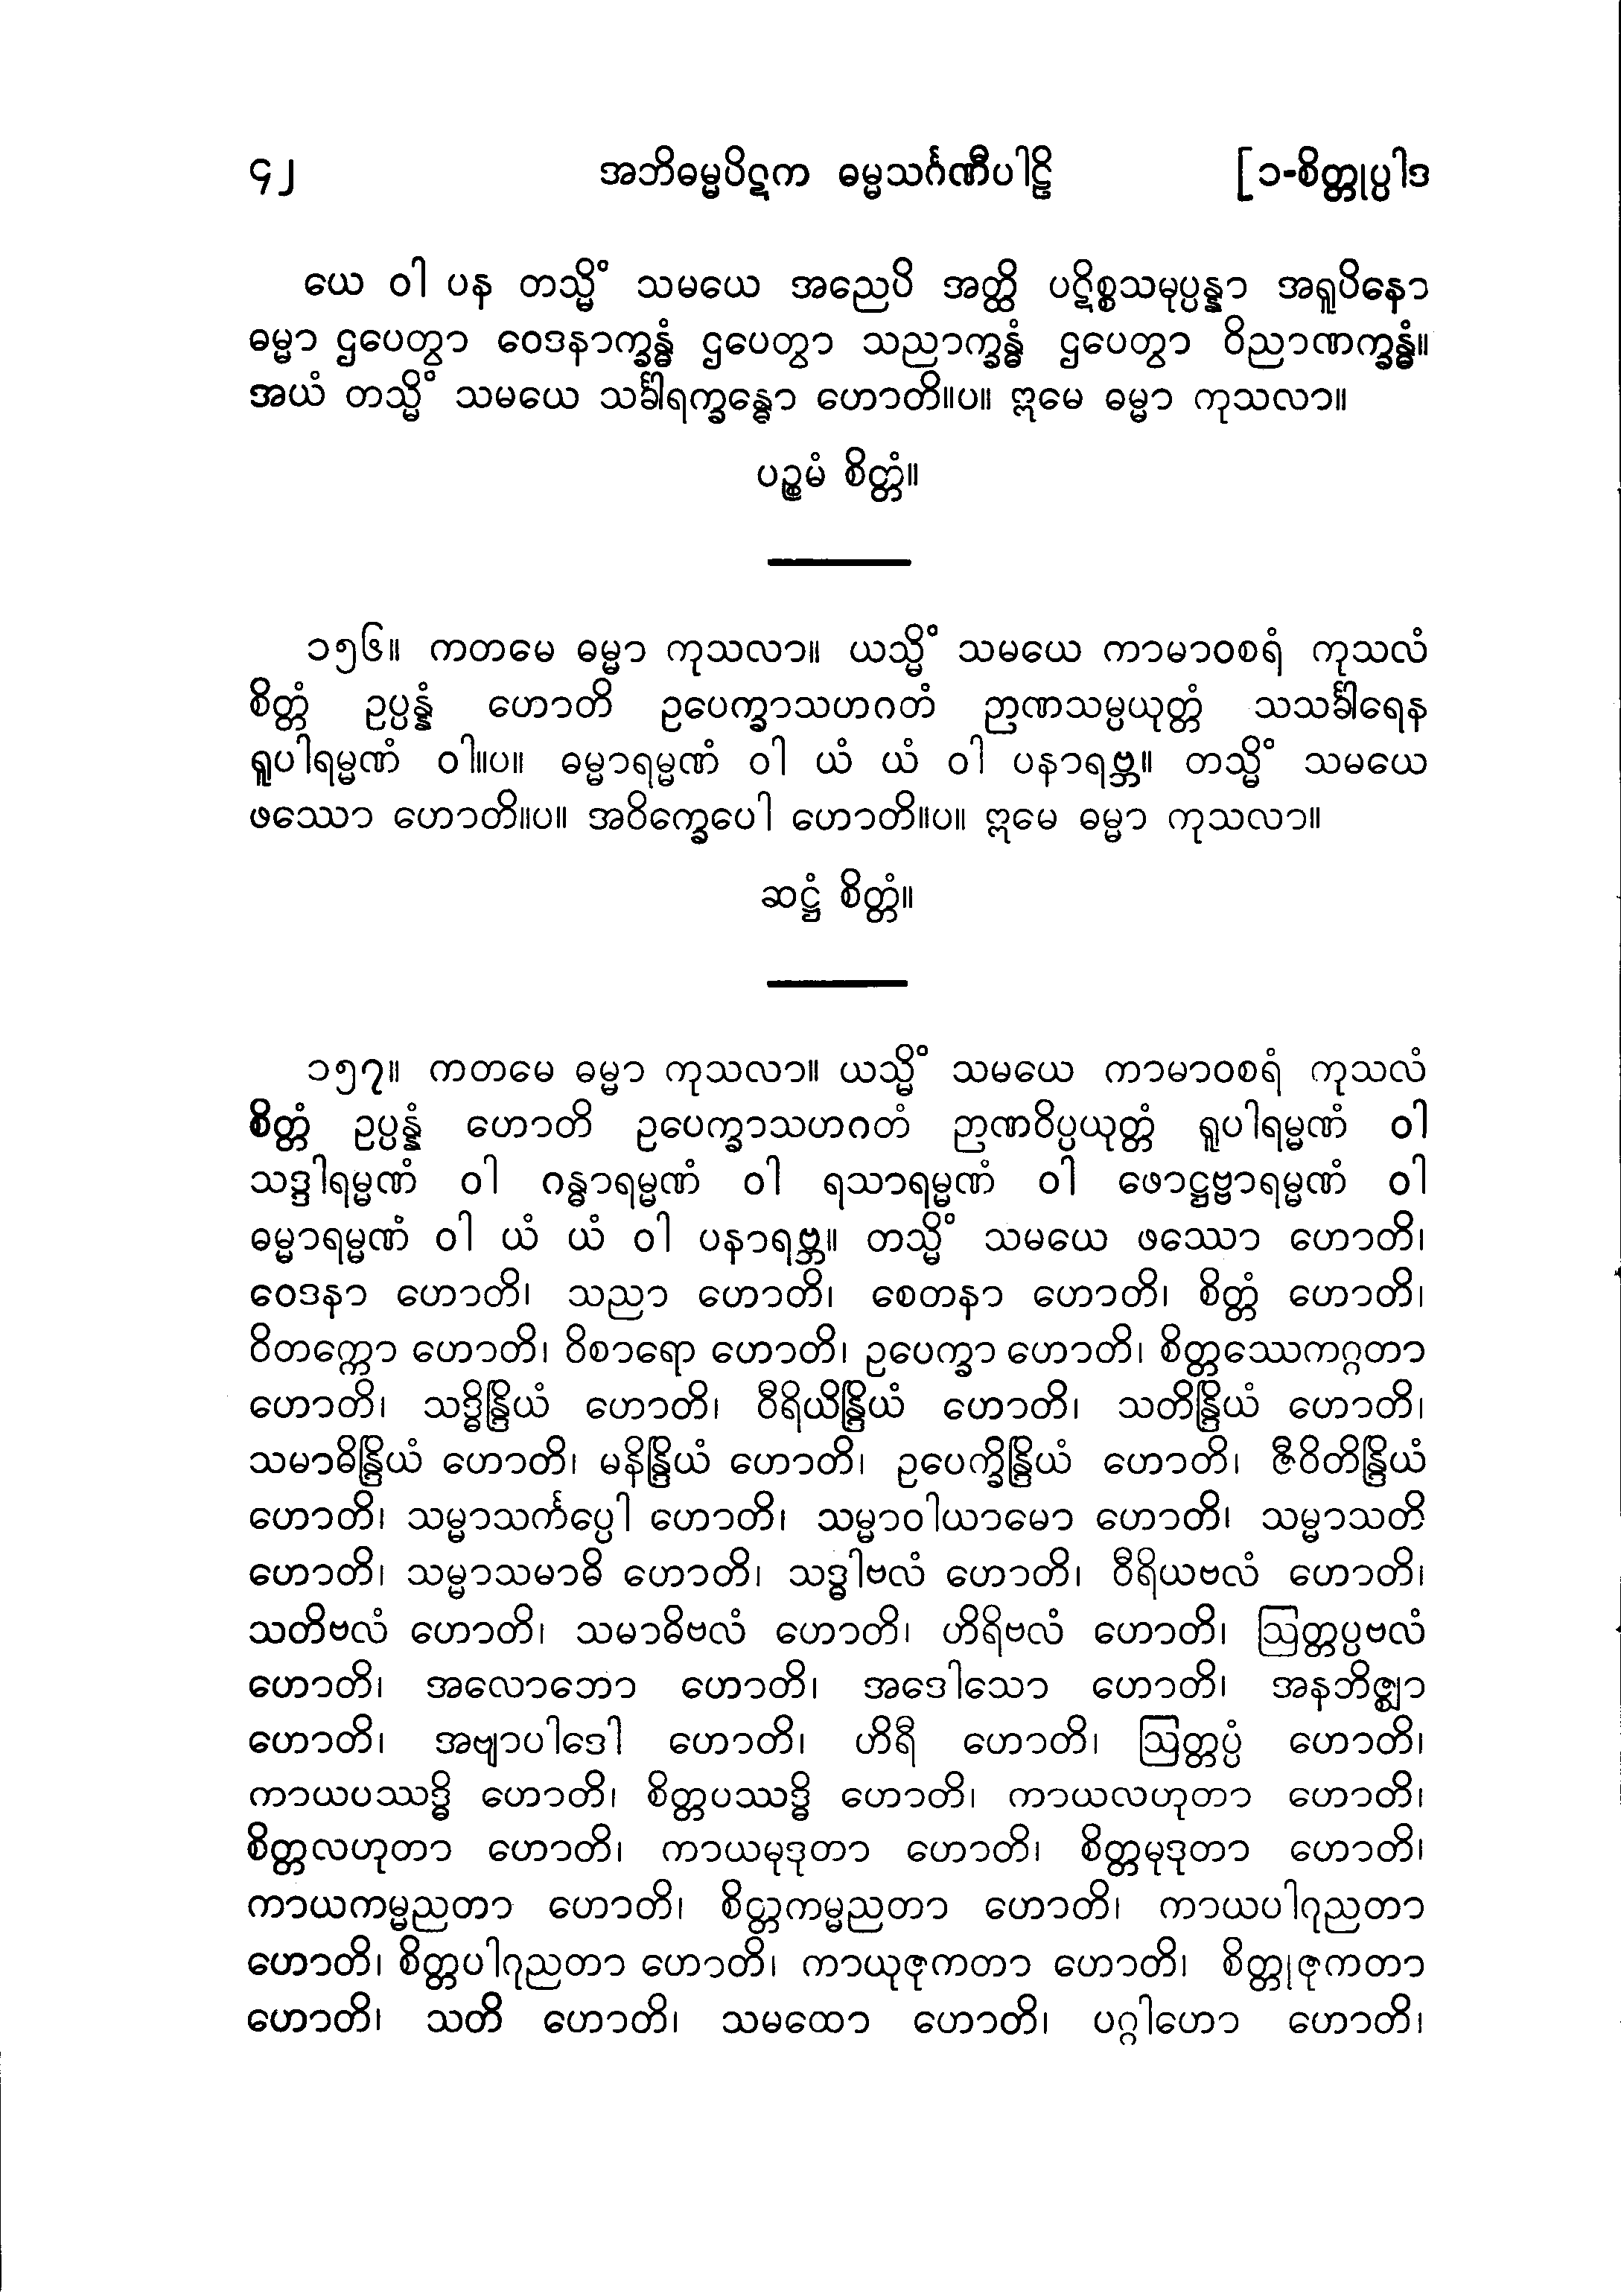 ၄၂ အဘိဓမ္မပိဋက ဓမ္မသင်္ဂဏီပါဠိ [၁-စိတ္တုပ္ပါဒ
ယေ ဝါ ပန တသ္မိံ သမယေ အညေပိ အတ္ထိ ပဋိစ္စသမုပ္ပန္နာ အရူပိနော
ဓမ္မာ ဌပေတွာ ဝေဒနာက္ခန္ဓံ ဌပေတွာ သညာက္ခန္ဓံ ဌပေတွာ ဝိညာဏက္ခန္ဓံ။
အယံ တသ္မိံ သမယေ သင်္ခါရက္ခန္ဓော ဟောတိ။ပ။ ဣမေ ဓမ္မာ ကုသလာ။
ပဉ္စမံ စိတ္တံ။
၁၅၆။ ကတမေ ဓမ္မာ ကုသလာ။ ယသ္မိံ သမယေ ကာမာဝစရံ ကုသလံ
စိတ္တံ ဥပ္ပန္နံ ဟောတိ ဥပေက္ခာသဟဂတံ ဉာဏသမ္ပယုတ္တံ သသင်္ခါရေန
ရူပါရမ္မဏံ ဝါ။ပ။ ဓမ္မာရမ္မဏံ ဝါ ယံ ယံ ဝါ ပနာရဗ္ဘ။ တသ္မိံ သမယေ
ဖဿော ဟောတိ။ပ။ အဝိက္ခေပေါ ဟောတိ။ပ။ ဣမေ ဓမ္မာ ကုသလာ။
ဆဋ္ဌံ စိတ္တံ။
၁၅၇။ ကတမေ ဓမ္မာ ကုသလာ။ ယသ္မိံ သမယေ ကာမာဝစရံ ကုသလံ
စိတ္တံ ဥပ္ပန္နံ ဟောတိ ဥပေက္ခာသဟဂတံ ဉာဏဝိပ္ပယုတ္တံ ရူပါရမ္မဏံ ဝါ
သဒ္ဒါရမ္မဏံ ဝါ ဂန္ဓာရမ္မဏံ ဝါ ရသာရမ္မဏံ ဝါ ဖောဋ္ဌဗ္ဗာရမ္မဏံ ဝါ
ဓမ္မာရမ္မဏံ ဝါ ယံ ယံ ဝါ ပနာရဗ္ဘ။ တသ္မိံ သမယေ ဖဿော ဟောတိ၊
ဝေဒနာ ဟောတိ၊ သညာ ဟောတိ၊ စေတနာ ဟောတိ၊ စိတ္တံ ဟောတိ၊
ဝိတက္ကော ဟောတိ၊ ဝိစာရော ဟောတိ၊ ဥပေက္ခာ ဟောတိ၊ စိတ္တဿေကဂ္ဂတာ
ဟောတိ၊ သဒ္ဓိန္ဒြိယံ ဟောတိ၊ ဝီရိယိန္ဒြိယံ ဟောတိ၊ သတိန္ဒြိယံ ဟောတိ၊
သမာဓိန္ဒြိယံ ဟောတိ၊ မနိန္ဒြိယံ ဟောတိ၊ ဥပေက္ခိန္ဒြိယံ ဟောတိ၊ ဇီဝိတိန္ဒြိယံ
ဟောတိ၊ သမ္မာသင်္ကပ္ပေါ ဟောတိ၊ သမ္မာဝါယာမော ဟောတိ၊ သမ္မာသတိ
ဟောတိ၊ သမ္မာသမာဓိ ဟောတိ၊ သဒ္ဓါဗလံ ဟောတိ၊ ဝီရိယဗလံ ဟောတိ၊
သတိဗလံ ဟောတိ၊ သမာဓိဗလံ ဟောတိ၊ ဟိရိဗလံ ဟောတိ၊ ဩတ္တပ္ပဗလံ
ဟောတိ၊ အလောဘော ဟောတိ၊ အဒေါသော ဟောတိ၊ အနဘိဇ္ဈာ
ဟောတိ၊ အဗျာပါဒေါ ဟောတိ၊ ဟိရီ ဟောတိ၊ ဩတ္တပ္ပံ ဟောတိ၊
ကာယပဿဒ္ဓိ ဟောတိ၊ စိတ္တပဿဒ္ဓိ ဟောတိ၊ ကာယလဟုတာ ဟောတိ၊
စိတ္တလဟုတာ ဟောတိ၊ ကာယမုဒုတာ ဟောတိ၊ စိတ္တမုဒုတာ ဟောတိ၊
ကာယကမ္မညတာ ဟောတိ၊ စိတ္တကမ္မညတာ ဟောတိ၊ ကာယပါဂုညတာ
ဟောတိ၊ စိတ္တပါဂုညတာ ဟောတိ၊ ကာယုဇုကတာ ဟောတိ၊ စိတ္တုဇုကတာ
ဟောတိ၊ သတိ ဟောတိ၊ သမထော ဟောတိ၊ ပဂ္ဂါဟော ဟောတိ၊